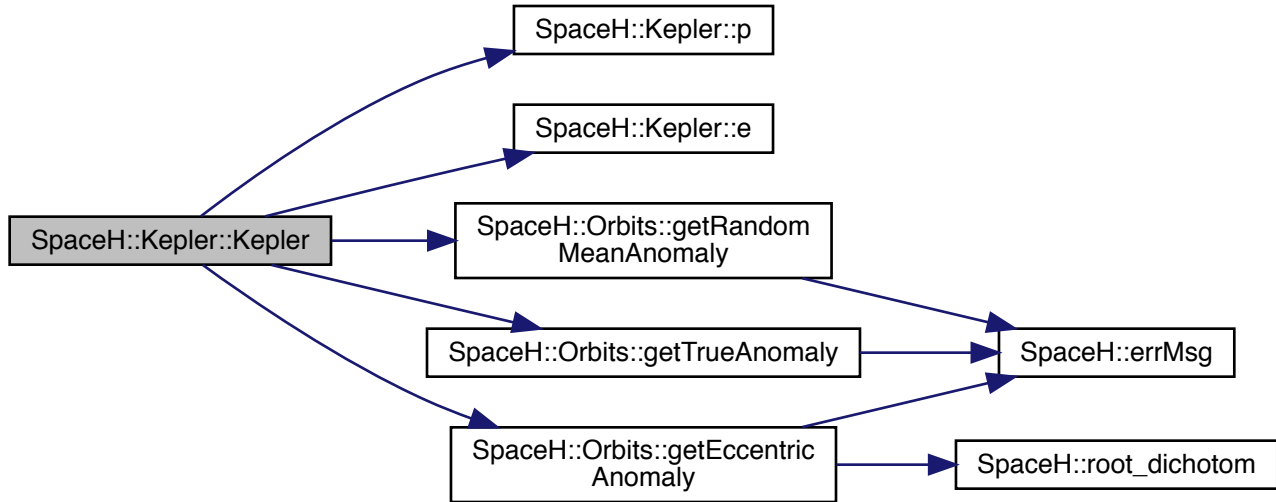 SpaceH::Kepler::p
SpaceH::Kepler::e
SpaceH::Kepler::Kepler
SpaceH::Orbits::getRandom
MeanAnomaly
SpaceH::Orbits::getTrueAnomaly
SpaceH::errMsg
SpaceH::Orbits::getEccentric
Anomaly
SpaceH::root_dichotom